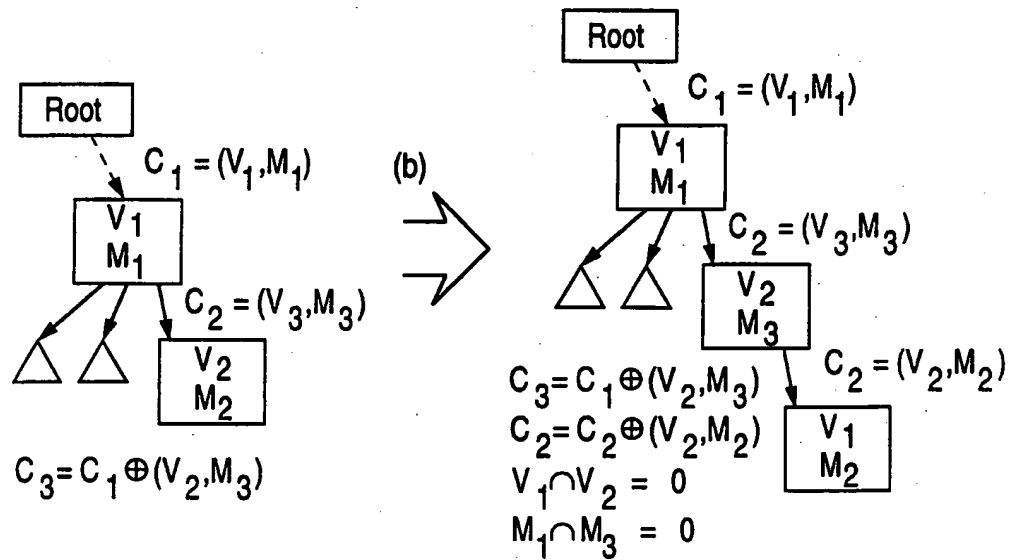 Root
C₁ = (V₁,M₁)
V₁
M₁
C₂ = (V₃,M₃)
V₂
M₂
C₃ = C₁ ⊕ (V₂,M₃)
(b)
Root
C₁ = (V₁,M₁)
V₁
M₁
C₂ = (V₃,M₃)
V₂
M₃
C₂ = (V₂,M₂)
V₁
M₂
C₃ = C₁ ⊕ (V₂,M₃)
C₂ = C₂ ⊕ (V₂,M₂)
V₁ ∩ V₂ = 0
M₁ ∩ M₃ = 0